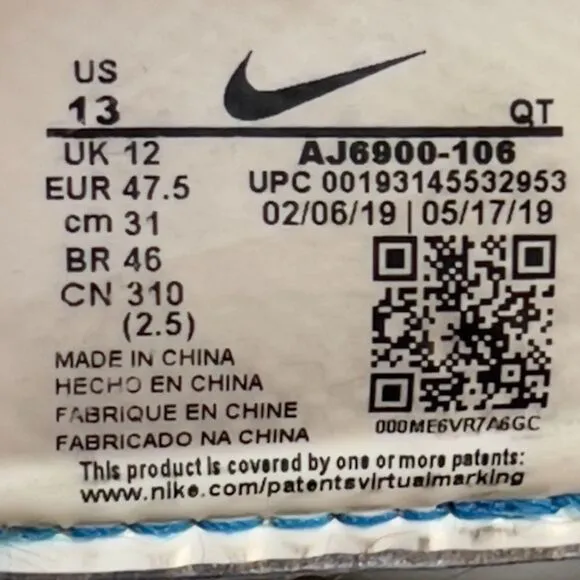 US
13
QT
UK 12
AJ6900-106
EUR 47.5
UPC 00193145532953
cm 31
02/06/19 | 05/17/19
BR 46
CN 310
(2.5)
MADE IN CHINA
HECHO EN CHINA
FABRIQUE EN CHINE
FABRICADO NA CHINA
000ME6VR7A6GC
This product is covered by one or more patents:
www.nike.com/patentsvirtualmarking